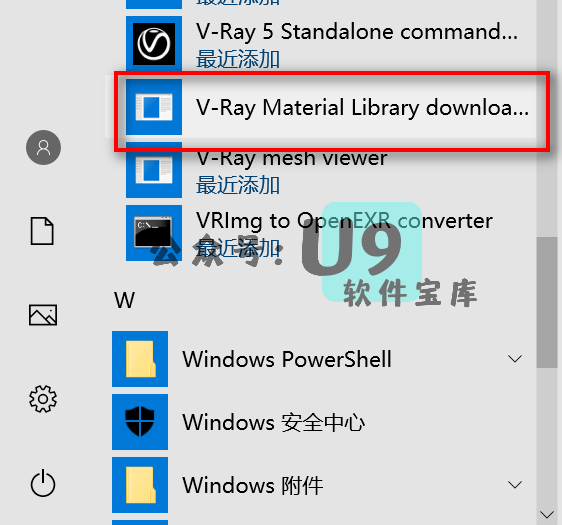 V-Ray 5 Standalone command...
最近添加
V-Ray Material Library downloa...
V-Ray mesh viewer
最近添加
VRImg to OpenEXR converter
最近添加
公众号：U9
软件宝库
W
Windows PowerShell
Windows 安全中心
Windows 附件